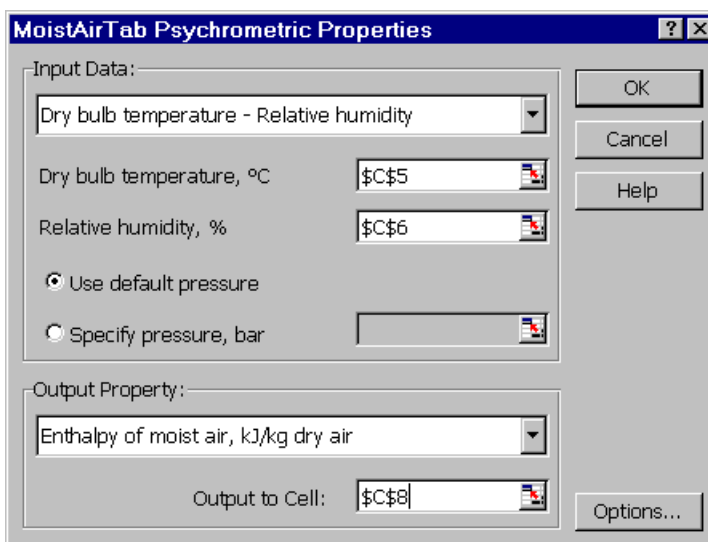 MoistAirTab Psychrometric Properties
Input Data:
Dry bulb temperature - Relative humidity
Dry bulb temperature, ºC $C$5
Relative humidity, % $C$6
Use default pressure
Specify pressure, bar
Output Property:
Enthalpy of moist air, kJ/kg dry air
Output to Cell: $C$8
OK
Cancel
Help
Options...